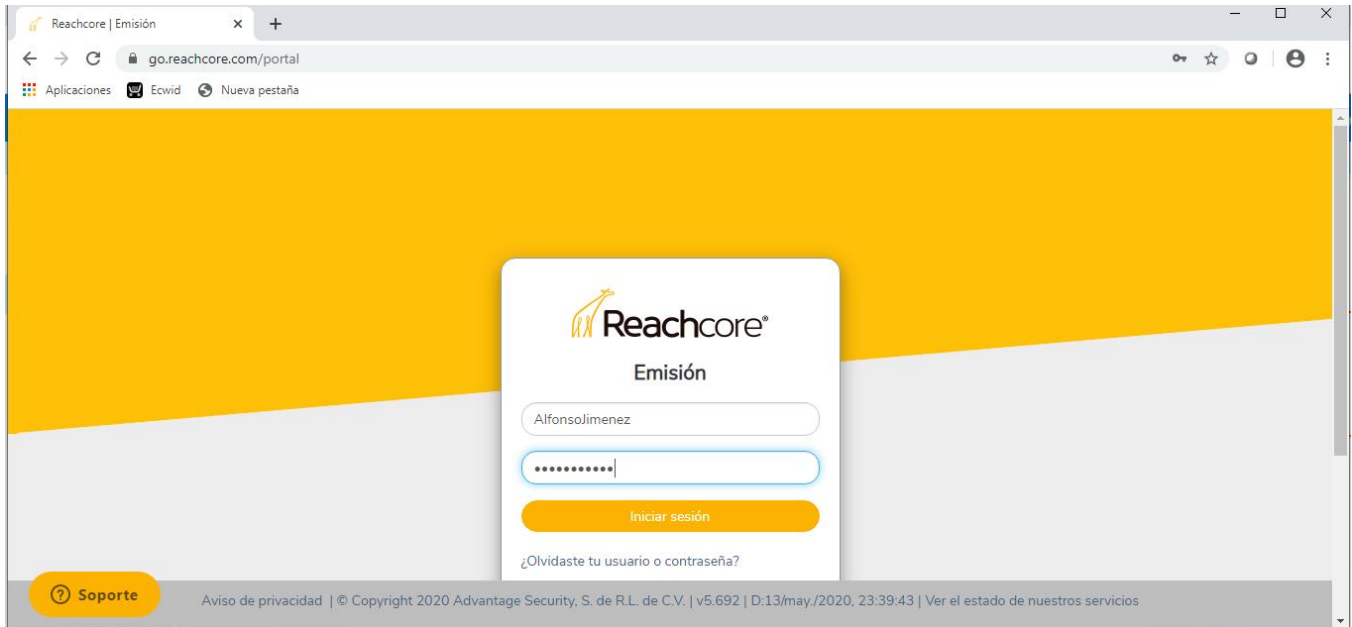 Reachcore | Emisión
go.reachcore.com/portal
Aplicaciones Ecwid Nueva pestaña
Reachcore®
Emisión
AlfonsoJimenez
•••••••••••
Iniciar sesión
¿Olvidaste tu usuario o contraseña?
Soporte
Aviso de privacidad | © Copyright 2020 Advantage Security, S. de R.L. de C.V. | v5.692 | D:13/may./2020, 23:39:43 | Ver el estado de nuestros servicios